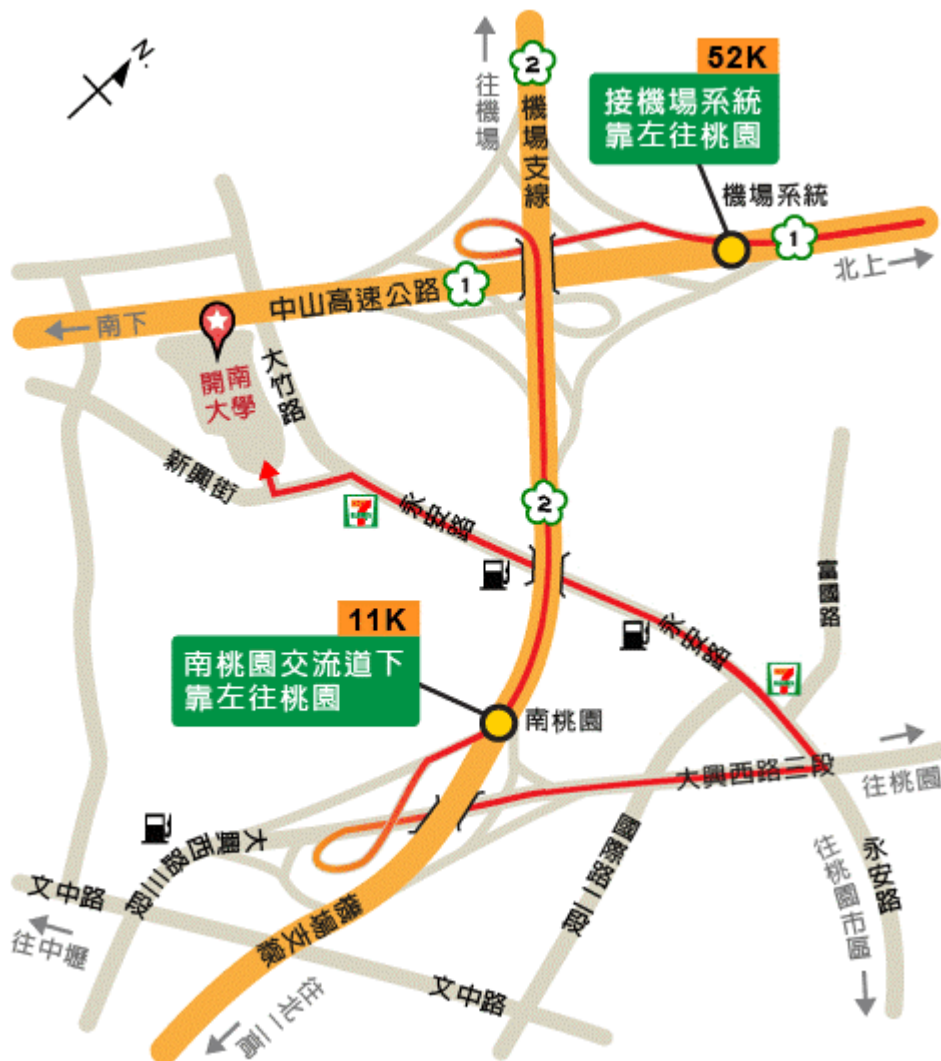 N
52K
接機場系統
靠左往桃園
往機場
2
機場支線
機場系統
1
北上
1
中山高速公路
南下
開南
大學
大竹路
新興街
7
永安路
2
富國路
11K
南桃園交流道下
靠左往桃園
永安路
7
南桃園
大興西路二段
往桃園
大興西路三段
國際路二段
永安路
往桃園市區
文中路
往中壢
機場支線
文中路
往北二高